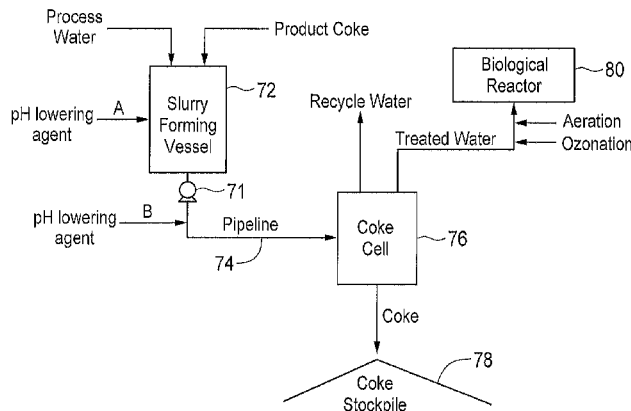 Process
Water
Product Coke
72
Slurry
Forming
Vessel
A
pH lowering
agent
71
B
pH lowering
agent
Pipeline
74
Recycle Water
Treated Water
Biological
Reactor
80
Aeration
Ozonation
Coke
Cell
76
Coke
78
Coke
Stockpile